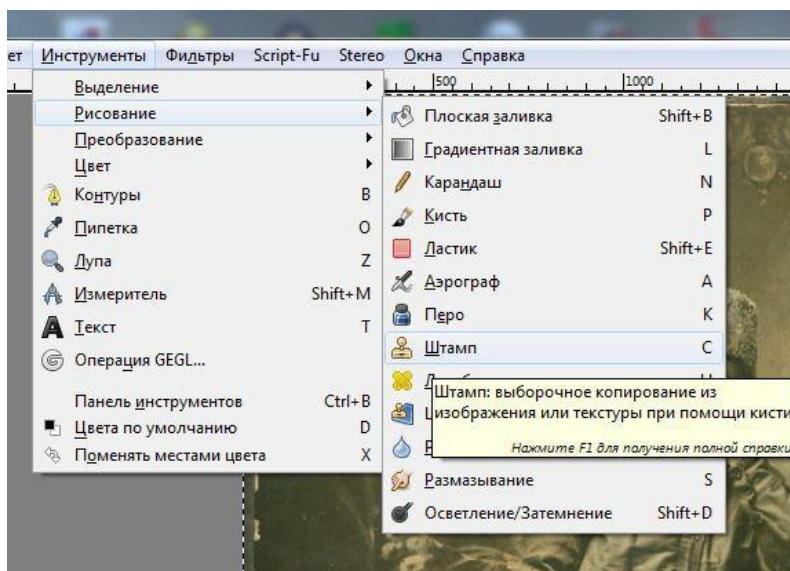 ет Инструменты Фильтры Script-Fu Stereo Окна Справка
500 1000
Выделение
Рисование
Преобразование
Цвет
Контуры B
Пипетка O
Лупа Z
Измеритель Shift+M
Текст T
Операция GEGL...
Панель инструментов Ctrl+B
Цвета по умолчанию D
Поменять местами цвета X
Плоская заливка Shift+B
Градиентная заливка L
Карандаш N
Кисть P
Ластик Shift+E
Аэрограф A
Перо K
Штамп C
Штамп: выборочное копирование из
изображения или текстуры при помощи кисти
Нажмите F1 для получения полной справки
Размазывание S
Осветление/Затемнение Shift+D